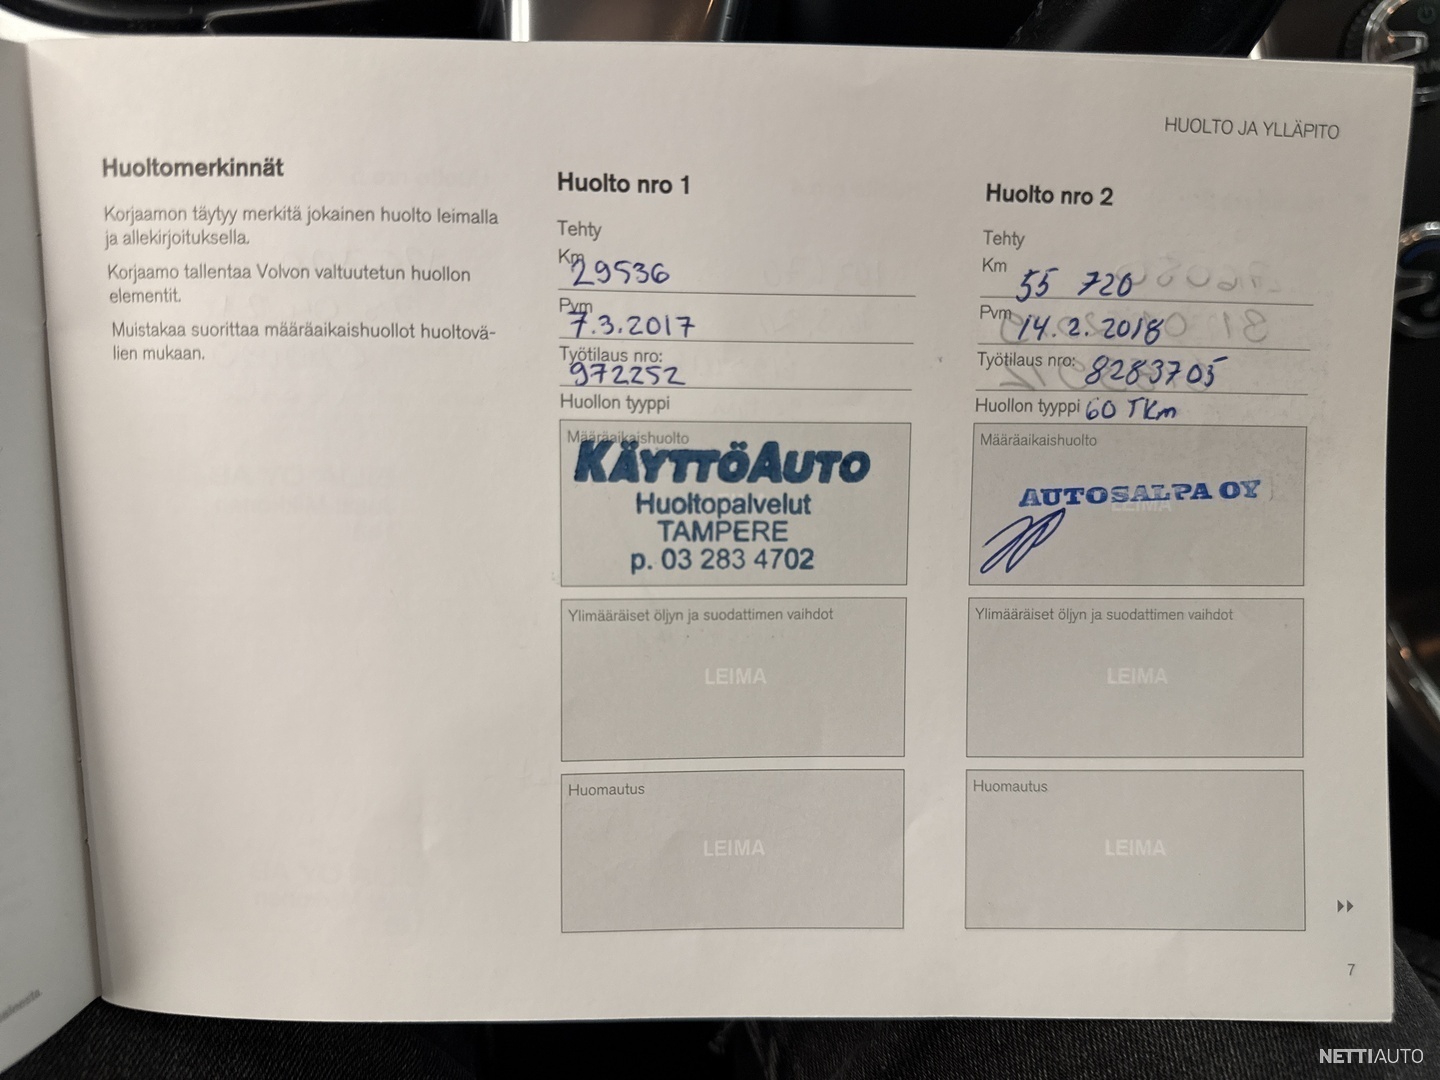 HUOLTO JA YLLÄPITO
Huoltomerkinnät
Korjaamon täytyy merkitä jokainen huolto leimalla
ja allekirjoituksella.
Korjaamo tallentaa Volvon valtuutetun huollon
elementit.
Muistakaa suorittaa määräaikaishuollot huoltovä-
lien mukaan.
Huolto nro 1
Tehty
Km 29536
Pvm 7.3.2017
Työtilaus nro:
972252
Huollon tyyppi
Määräaikaishuolto
KÄYTTÖAUTO
Huoltopalvelut
TAMPERE
p. 03 283 4702
Ylimääräiset öljyn ja suodattimen vaihdot
LEIMA
Huomautus
LEIMA
Huolto nro 2
Tehty
Km 55 720
Pvm 14.2.2018
Työtilaus nro: 8283705
Huollon tyyppi 60 TKm
Määräaikaishuolto
AUTOSALPA OY
LEIMA
Ylimääräiset öljyn ja suodattimen vaihdot
LEIMA
Huomautus
LEIMA
7
NETTIAUTO